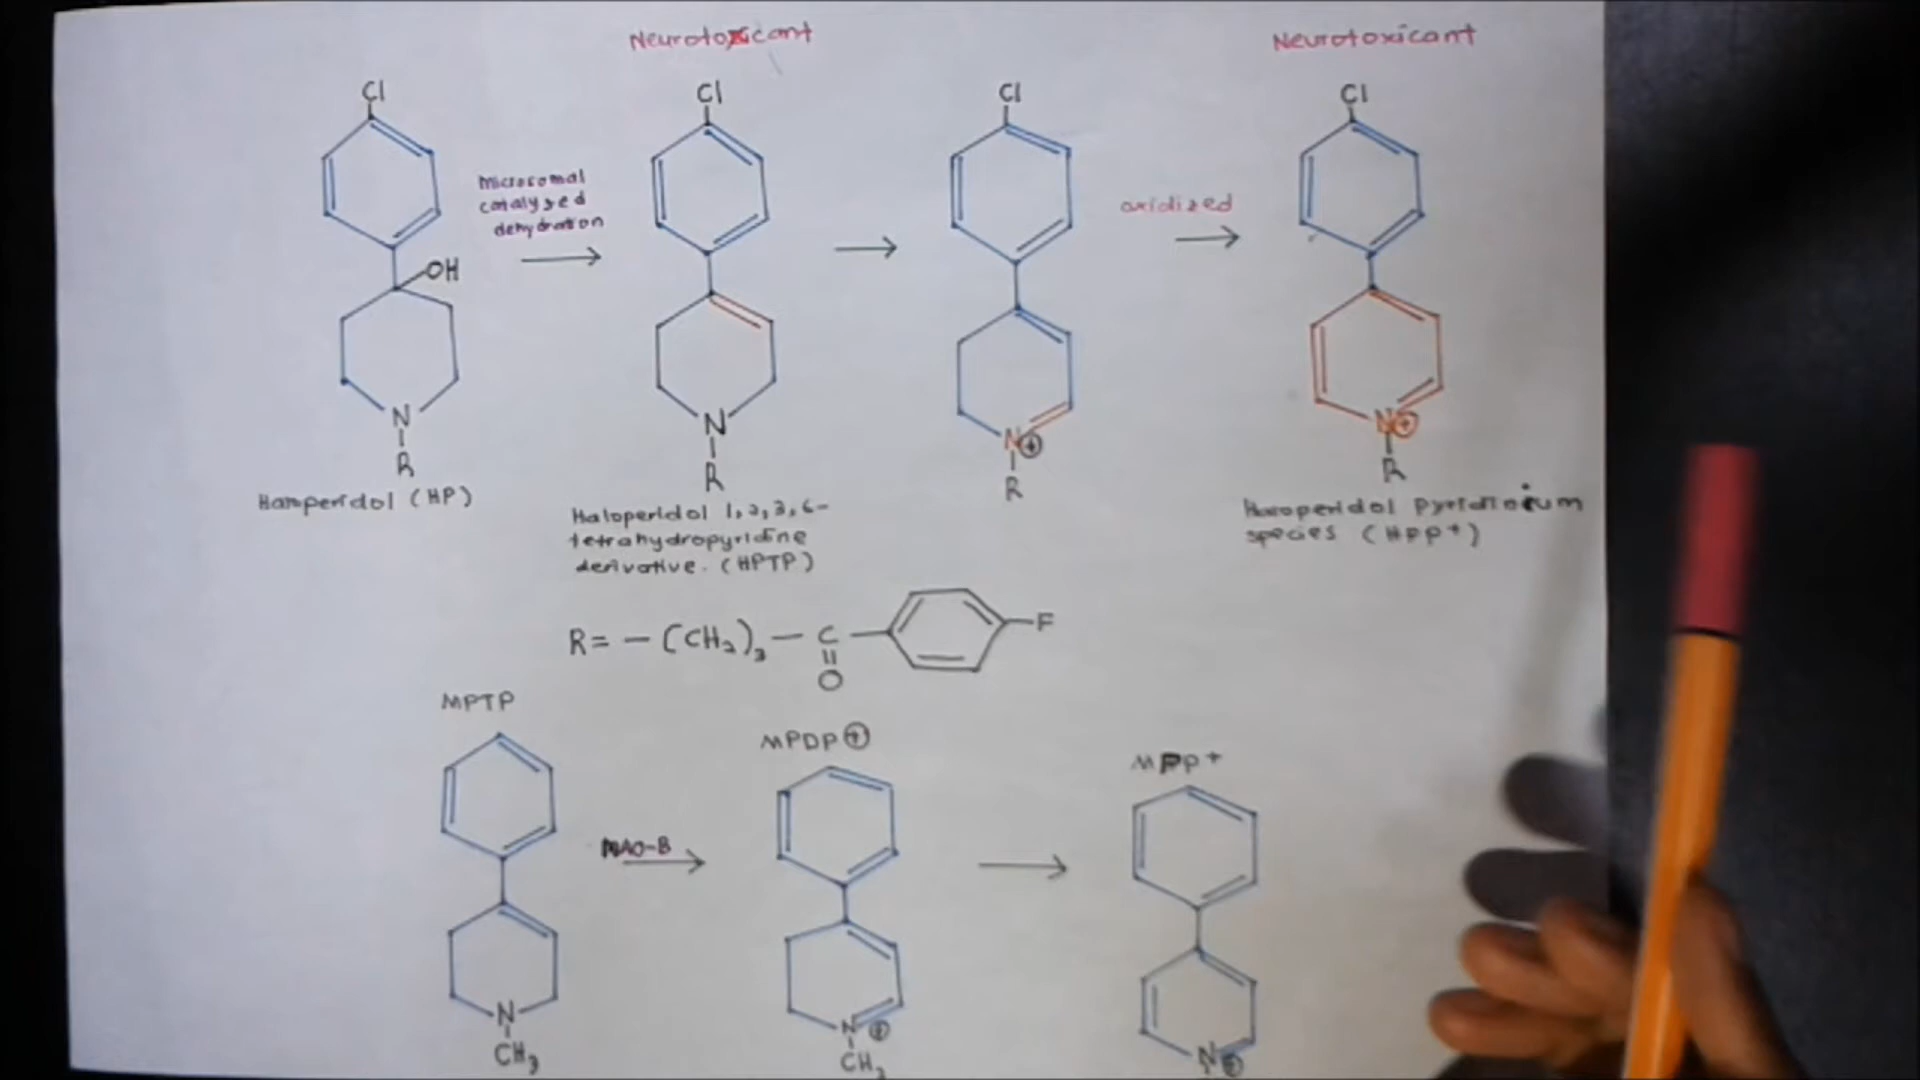 Neurotoxicant
Neurotoxicant
Cl
Cl
Cl
Cl
Microsomal
catalyzed
dehydration
oxidized
OH
N
R
N
R
N+
R
N+
R
Haloperidol (HP)
Haloperidol 1,2,3,6-
tetrahydropyridine
derivative. (HPTP)
Haloperidol pyridinium
species (HPP+)
R= — (CH2)3 — C
O
F
MPTP
MPDP+
MPP+
MAO-B
N
CH3
N+
CH3
N+